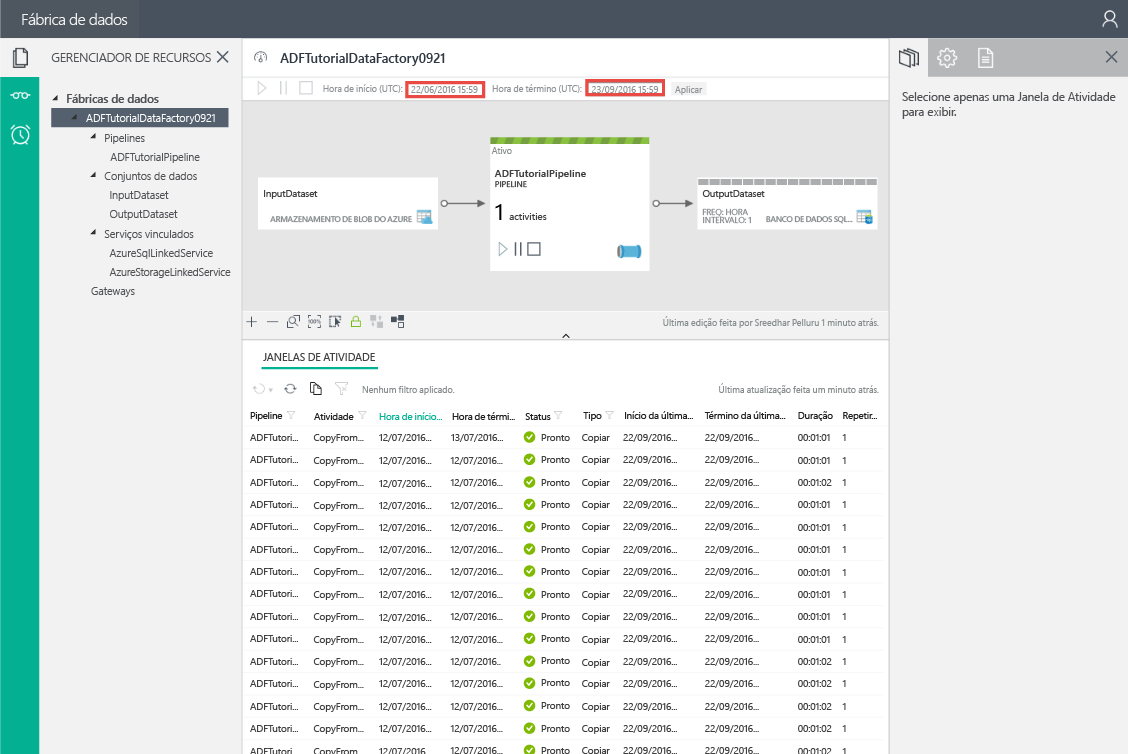 Fábrica de dados
GERENCIADOR DE RECURSOS
Fábricas de dados
ADFTutorialDataFactory0921
Pipelines
ADFTutorialPipeline
Conjuntos de dados
InputDataset
OutputDataset
Serviços vinculados
AzureSqlLinkedService
AzureStorageLinkedService
Gateways
ADFTutorialDataFactory0921
Hora de início (UTC): 22/06/2016 15:59 Hora de término (UTC): 23/09/2016 15:59 Aplicar
InputDataset
ARMAZENAMENTO DE BLOB DO AZURE
Ativo
ADFTutorialPipeline
PIPELINE
1 activities
OutputDataset
FREQ: HORA
INTERVALO: 1 BANCO DE DADOS SQL...
100%
Última edição feita por Sreedhar Pelluru 1 minuto atrás.
JANELAS DE ATIVIDADE
Nenhum filtro aplicado. Última atualização feita um minuto atrás.
Pipeline Atividade Hora de início... Hora de térmi... Status Tipo Início da última... Término da última... Duração Repetir...
ADFTutori... CopyFrom... 12/07/2016... 13/07/2016... Pronto Copiar 22/09/2016... 22/09/2016... 00:01:01 1
ADFTutori... CopyFrom... 12/07/2016... 12/07/2016... Pronto Copiar 22/09/2016... 22/09/2016... 00:01:01 1
ADFTutori... CopyFrom... 12/07/2016... 12/07/2016... Pronto Copiar 22/09/2016... 22/09/2016... 00:01:02 1
ADFTutori... CopyFrom... 12/07/2016... 12/07/2016... Pronto Copiar 22/09/2016... 22/09/2016... 00:01:01 1
ADFTutori... CopyFrom... 12/07/2016... 12/07/2016... Pronto Copiar 22/09/2016... 22/09/2016... 00:01:01 1
ADFTutori... CopyFrom... 12/07/2016... 12/07/2016... Pronto Copiar 22/09/2016... 22/09/2016... 00:01:01 1
ADFTutori... CopyFrom... 12/07/2016... 12/07/2016... Pronto Copiar 22/09/2016... 22/09/2016... 00:01:01 1
ADFTutori... CopyFrom... 12/07/2016... 12/07/2016... Pronto Copiar 22/09/2016... 22/09/2016... 00:01:01 1
ADFTutori... CopyFrom... 12/07/2016... 12/07/2016... Pronto Copiar 22/09/2016... 22/09/2016... 00:01:01 1
ADFTutori... CopyFrom... 12/07/2016... 12/07/2016... Pronto Copiar 22/09/2016... 22/09/2016... 00:01:01 1
ADFTutori... CopyFrom... 12/07/2016... 12/07/2016.. Pronto Copiar 22/09/2016... 22/09/2016... 00:01:02 1
ADFTutori... CopyFrom... 12/07/2016... 12/07/2016... Pronto Copiar 22/09/2016... 22/09/2016... 00:01:02 1
ADFTutori... CopyFrom... 12/07/2016... 12/07/2016... Pronto Copiar 22/09/2016... 22/09/2016... 00:01:02 1
ADFTutori... CopyFrom... 12/07/2016... 12/07/2016... Pronto Copiar 22/09/2016... 22/09/2016... 00:01:02 1
ADFTutori... CopyFrom... 12/07/2016 12/07/2016... Pronto Copiar 22/09/2016... 22/09/2016... 00:01:02 1
Selecione apenas uma Janela de Atividade
para exibir.